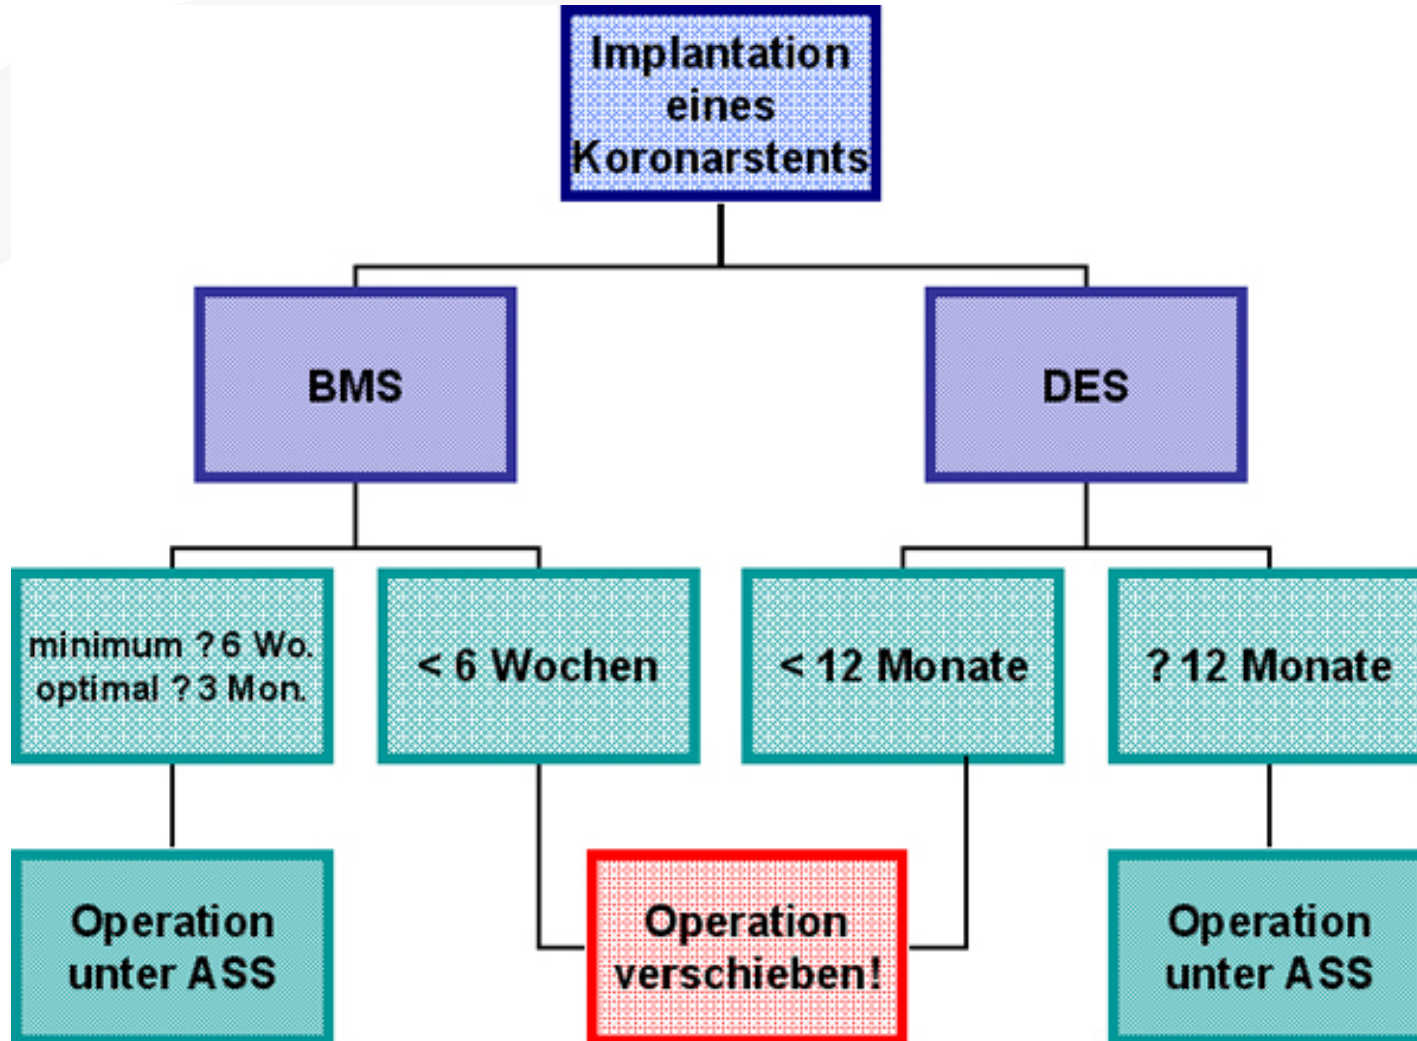 Implantation
eines
Koronarstents
BMS
DES
minimum ? 6 Wo.
optimal ? 3 Mon.
< 6 Wochen
< 12 Monate
? 12 Monate
Operation
unter ASS
Operation
verschieben!
Operation
unter ASS